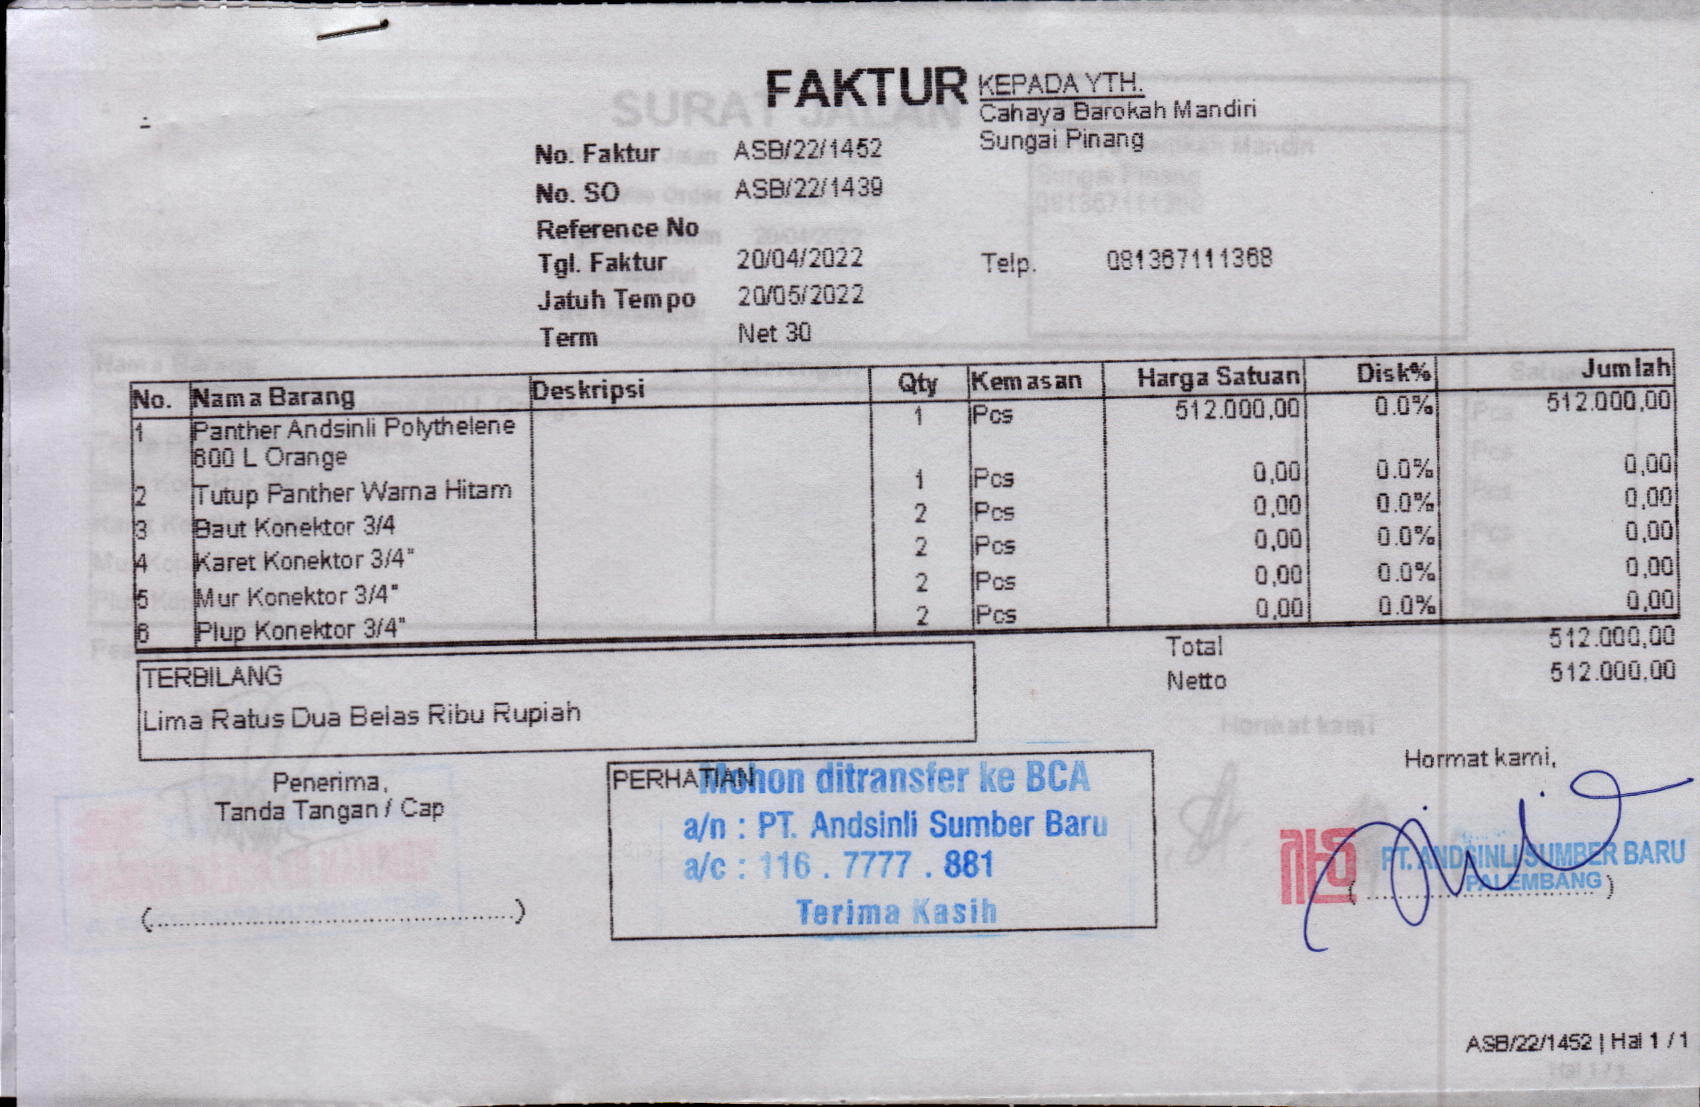 FAKTUR
KEPADA YTH.
Cahaya Barokah Mandiri
Sungai Pinang
No. Faktur ASB/22/1452
No. SO ASB/22/1439
Reference No
Tgl. Faktur 20/04/2022
Telp. 081367111368
Jatuh Tempo 20/05/2022
Term Net 30
No. Nama Barang Deskripsi Qty Kemasan Harga Satuan Disk% Jumlah
1 Panther Andsinli Polythelene 1 Pcs 512.000,00 0.0% 512.000,00
600 L Orange
2 Tutup Panther Warna Hitam 1 Pcs 0,00 0.0% 0,00
3 Baut Konektor 3/4 2 Pcs 0,00 0.0% 0,00
4 Karet Konektor 3/4" 2 Pcs 0,00 0.0% 0,00
5 Mur Konektor 3/4" 2 Pcs 0,00 0.0% 0,00
6 Plup Konektor 3/4" 2 Pcs 0,00 0.0% 0,00
Total 512.000,00
Netto 512.000,00
TERBILANG
Lima Ratus Dua Belas Ribu Rupiah
Penerima,
Tanda Tangan / Cap
(....................................................)
PERHATIAN
Mohon ditransfer ke BCA
a/n : PT. Andsinli Sumber Baru
a/c : 116 . 7777 . 881
Terima Kasih
Hormat kami,
PT. ANDSINLI SUMBER BARU
PALEMBANG
(....................................)
ASB/22/1452 | Hal 1 / 1